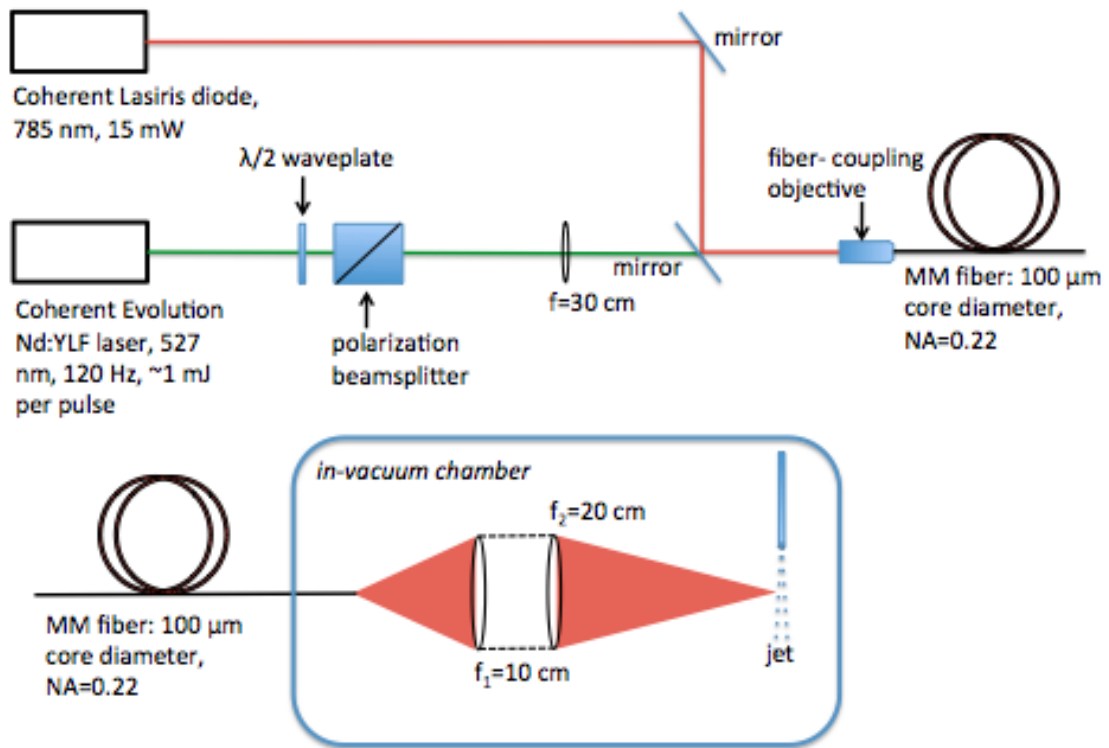 mirror
Coherent Lasiris diode,
785 nm, 15 mW
λ/2 waveplate
fiber- coupling
objective
mirror
f=30 cm
MM fiber: 100 μm
core diameter,
NA=0.22
Coherent Evolution
Nd:YLF laser, 527
nm, 120 Hz, ~1 mJ
per pulse
polarization
beamsplitter
in-vacuum chamber
f₂=20 cm
MM fiber: 100 μm
core diameter,
NA=0.22
f₁=10 cm
jet